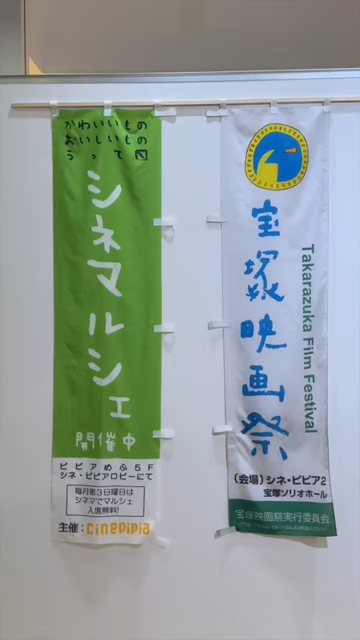 かわいいもの
おいしいもの
うって〼
シネマルシェ
開催中
ピピアめふ5F
シネ・ピピアロビーにて
毎月第3日曜日は
シネマでマルシェ
入場無料!
主催:cinepipia
宝塚映画祭
Takarazuka Film Festival
(会場)シネ・ピピア2
宝塚ソリオホール
宝塚映画祭実行委員会